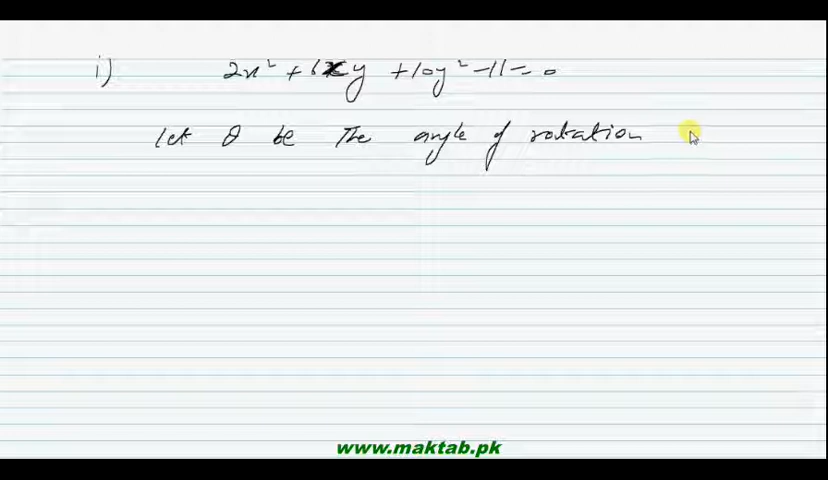 i) 2x² + 6xy + 10y² - 11 = 0
let θ be the angle of rotation
www.maktab.pk